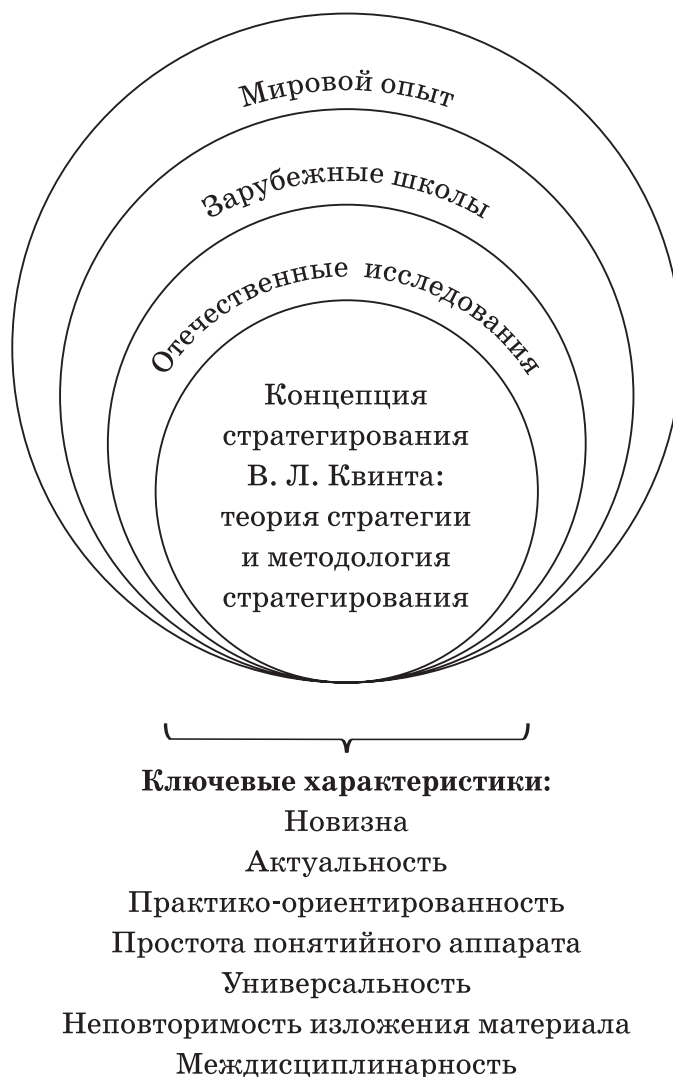 Мировой опыт
Зарубежные школы
Отечественные исследования
Концепция
стратегирования
В. Л. Квинта:
теория стратегии
и методология
стратегирования
Ключевые характеристики:
Новизна
Актуальность
Практико-ориентированность
Простота понятийного аппарата
Универсальность
Неповторимость изложения материала
Междисциплинарность